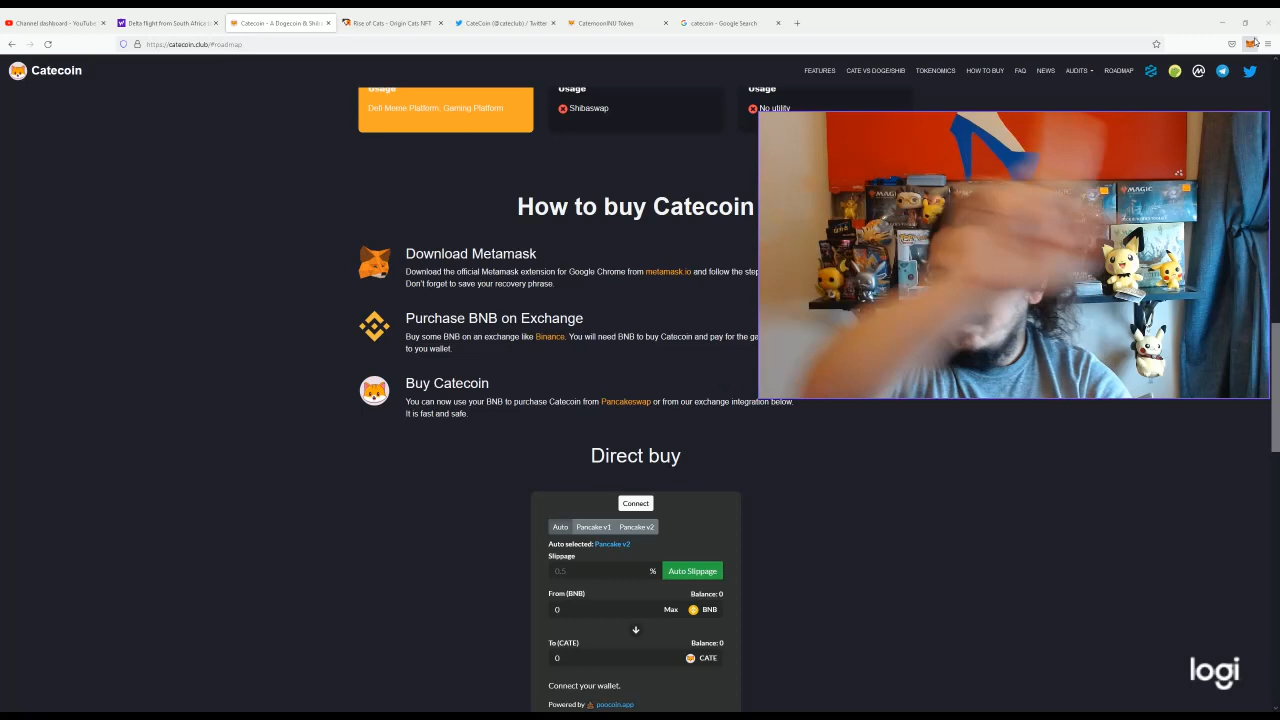 Channel dashboard - YouTube
Delta flight from South Africa t
Catecoin – A Dogecoin & Shib
Rise of Cats - Origin Cats NFT
CateCoin (@cateclub) / Twitter
CatemoonINU Token
catecoin - Google Search
https://catecoin.club/#roadmap
Catecoin
FEATURES
CATE VS DOGE/SHIB
TOKENOMICS
HOW TO BUY
FAQ
NEWS
AUDITS
ROADMAP
Usage
Usage
Usage
Defi Meme Platform, Gaming Platform
Shibaswap
No utility
MAGIC
How to buy Catecoin
Download Metamask
Download the official Metamask extension for Google Chrome from metamask.io and follow the step
Don't forget to save your recovery phrase.
Purchase BNB on Exchange
Buy some BNB on an exchange like Binance. You will need BNB to buy Catecoin and pay for the ga
to you wallet.
Buy Catecoin
You can now use your BNB to purchase Catecoin from Pancakeswap or from our exchange integration below.
It is fast and safe.
Direct buy
Connect
Auto
Pancake v1
Pancake v2
Auto selected: Pancake v2
Slippage
0.5
%
Auto Slippage
From (BNB)
Balance: 0
0
Max
BNB
To (CATE)
Balance: 0
0
CATE
Connect your wallet.
Powered by poocoin.app
logi